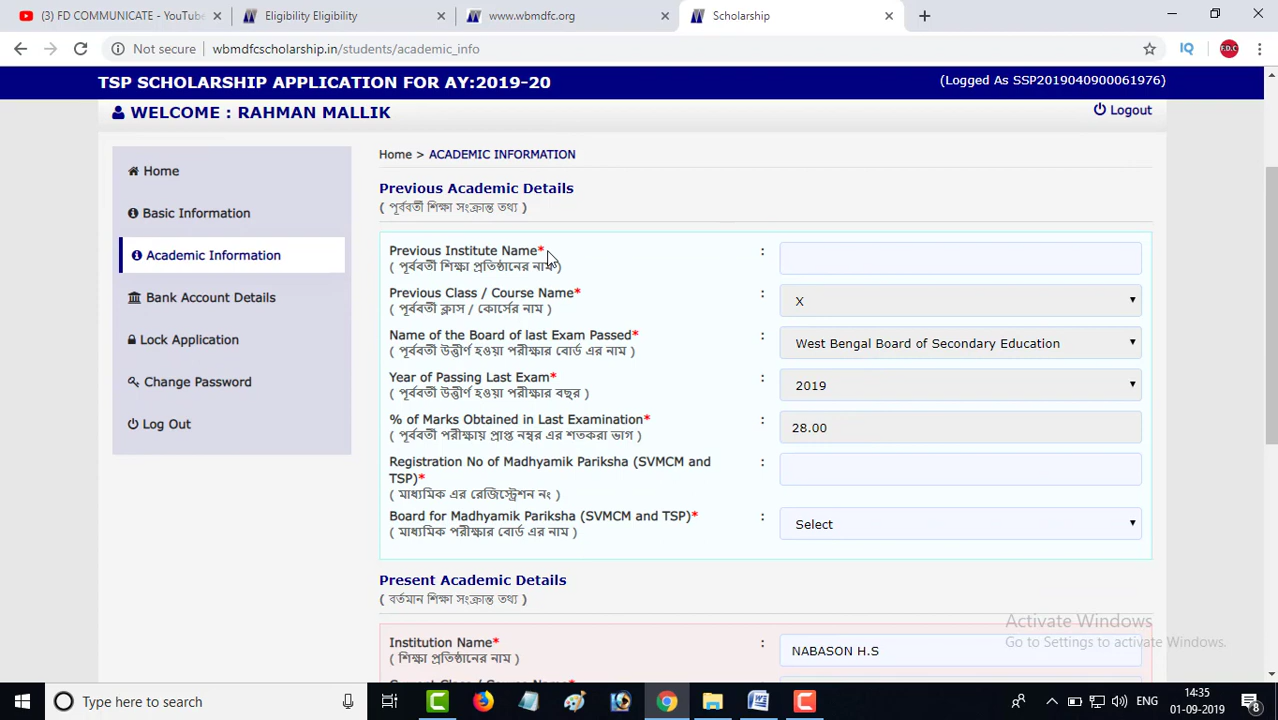 (3) FD COMMUNICATE - YouTube
Eligibility Eligibility
www.wbmdfc.org
Scholarship
Not secure
wbmdfcscholarship.in/students/academic_info
IQ
F.D.C
TSP SCHOLARSHIP APPLICATION FOR AY:2019-20
(Logged As SSP2019040900061976)
WELCOME : RAHMAN MALLIK
Logout
Home
Basic Information
Academic Information
Bank Account Details
Lock Application
Change Password
Log Out
Home > ACADEMIC INFORMATION
Previous Academic Details
( পূর্ববর্তী শিক্ষা সংক্রান্ত তথ্য )
Previous Institute Name* :
( পূর্ববর্তী শিক্ষা প্রতিষ্ঠানের নাম )
Previous Class / Course Name* : X
( পূর্ববর্তী ক্লাস / কোর্সের নাম )
Name of the Board of last Exam Passed* : West Bengal Board of Secondary Education
( পূর্ববর্তী উত্তীর্ণ হওয়া পরীক্ষার বোর্ড এর নাম )
Year of Passing Last Exam* : 2019
( পূর্ববর্তী উত্তীর্ণ হওয়া পরীক্ষার বছর )
% of Marks Obtained in Last Examination* : 28.00
( পূর্ববর্তী পরীক্ষায় প্রাপ্ত নম্বর এর শতকরা ভাগ )
Registration No of Madhyamik Pariksha (SVMCM and :
TSP)*
( মাধ্যমিক এর রেজিস্ট্রেশন নং )
Board for Madhyamik Pariksha (SVMCM and TSP)* : Select
( মাধ্যমিক পরীক্ষার বোর্ড এর নাম )
Present Academic Details
( বর্তমান শিক্ষা সংক্রান্ত তথ্য )
Activate Windows
Go to Settings to activate Windows.
Institution Name* : NABASON H.S
( শিক্ষা প্রতিষ্ঠানের নাম )
Type here to search
ENG
14:35
01-09-2019
8